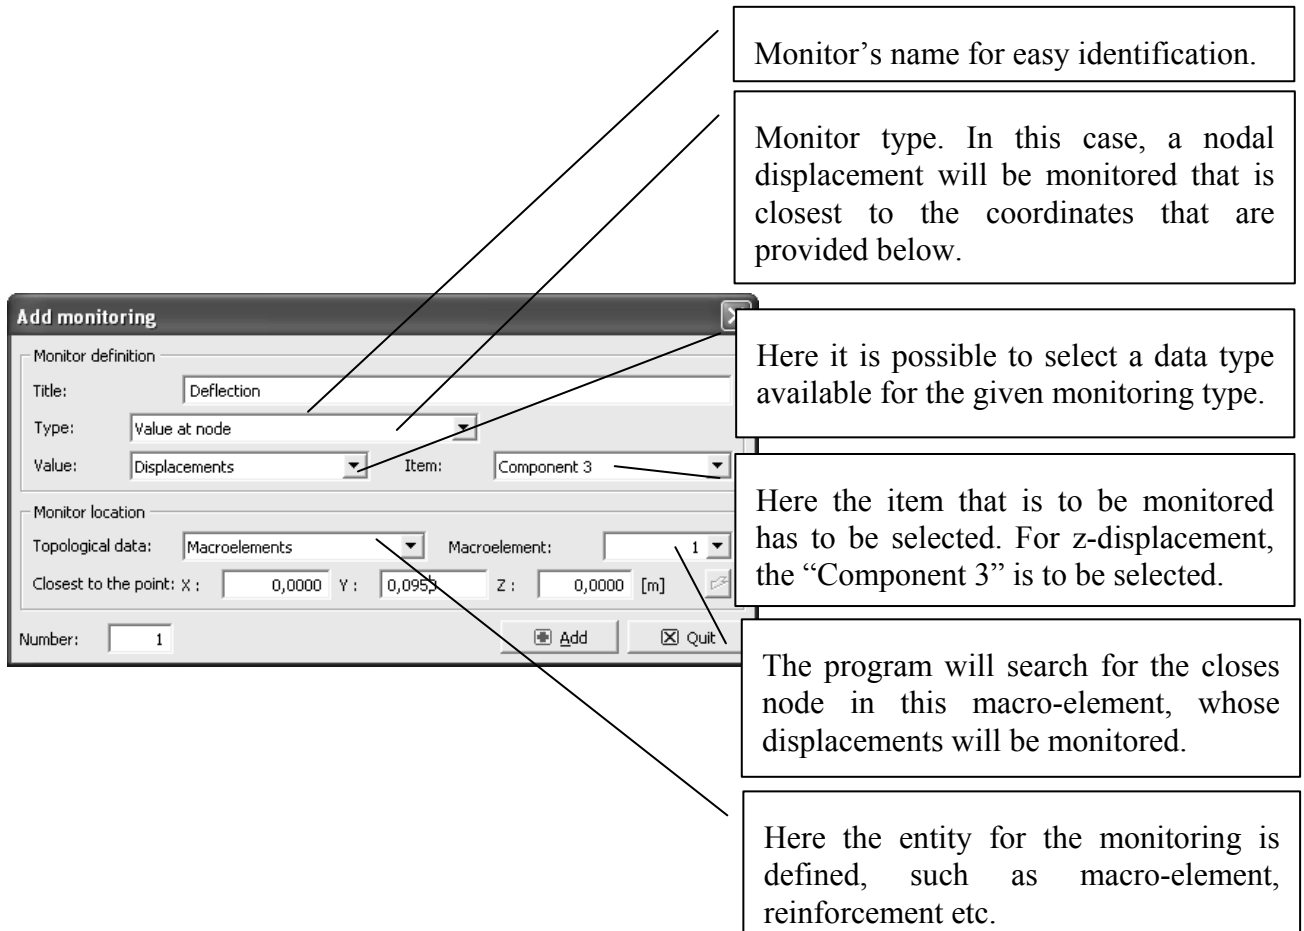 Monitor’s name for easy identification.
Monitor type. In this case, a nodal
displacement will be monitored that is
closest to the coordinates that are
provided below.
Add monitoring
Monitor definition
Title: Deflection
Type: Value at node
Value: Displacements Item: Component 3
Monitor location
Topological data: Macroelements Macroelement: 1
Closest to the point: X : 0,0000 Y : 0,095 Z : 0,0000 [m]
Number: 1 Add Quit
Here it is possible to select a data type
available for the given monitoring type.
Here the item that is to be monitored
has to be selected. For z-displacement,
the “Component 3” is to be selected.
The program will search for the closes
node in this macro-element, whose
displacements will be monitored.
Here the entity for the monitoring is
defined, such as macro-element,
reinforcement etc.